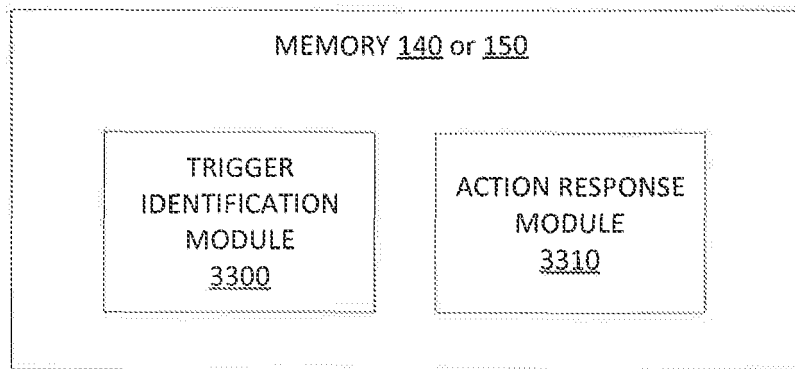 MEMORY 140 or 150
TRIGGER
IDENTIFICATION
MODULE
3300
ACTION RESPONSE
MODULE
3310